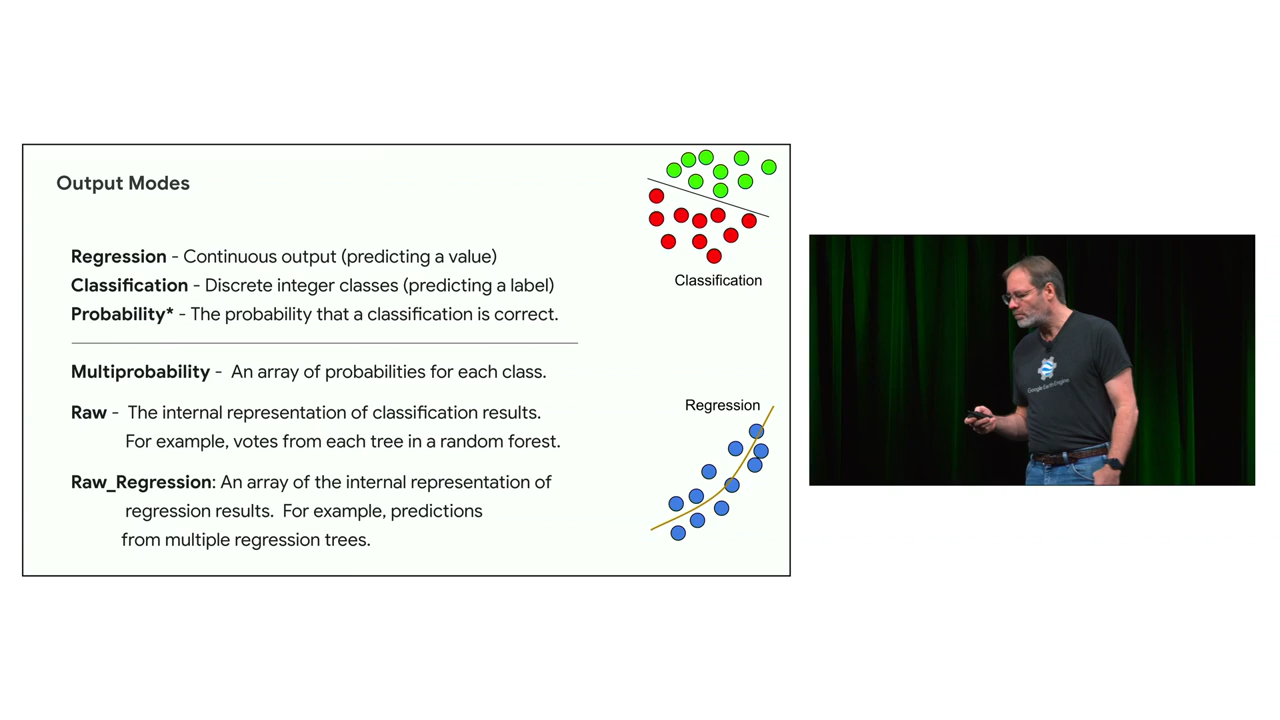 Output Modes
Regression - Continuous output (predicting a value)
Classification - Discrete integer classes (predicting a label)
Probability* - The probability that a classification is correct.
Multiprobability - An array of probabilities for each class.
Raw - The internal representation of classification results.
For example, votes from each tree in a random forest.
Raw_Regression: An array of the internal representation of
regression results. For example, predictions
from multiple regression trees.
Classification
Regression
Google Earth Engine